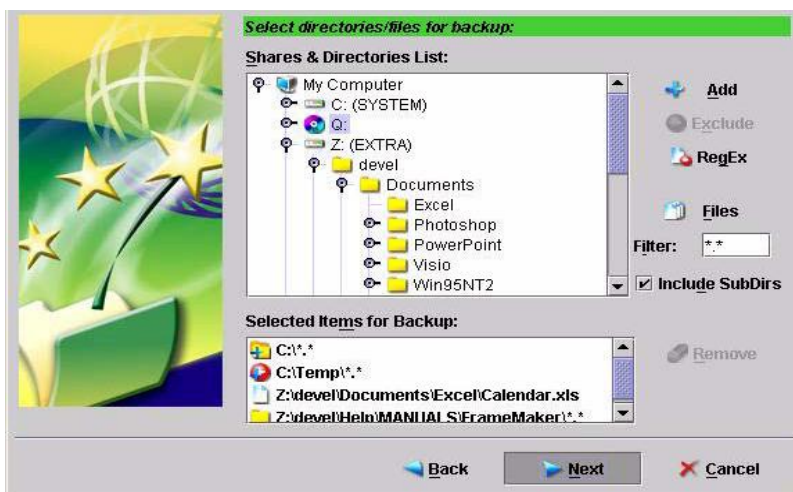 Select directories/files for backup:
Shares & Directories List:
My Computer
C: (SYSTEM)
Q:
Z: (EXTRA)
devel
Documents
Excel
Photoshop
PowerPoint
Visio
Win95NT2
Add
Exclude
RegEx
Files
Filter: *.*
Include SubDirs
Selected Items for Backup:
C:\*.*
C:\Temp\*.*
Z:\devel\Documents\Excel\Calendar.xls
Z:\devel\Help\MANUALS\FrameMaker\*.*
Remove
Back
Next
Cancel